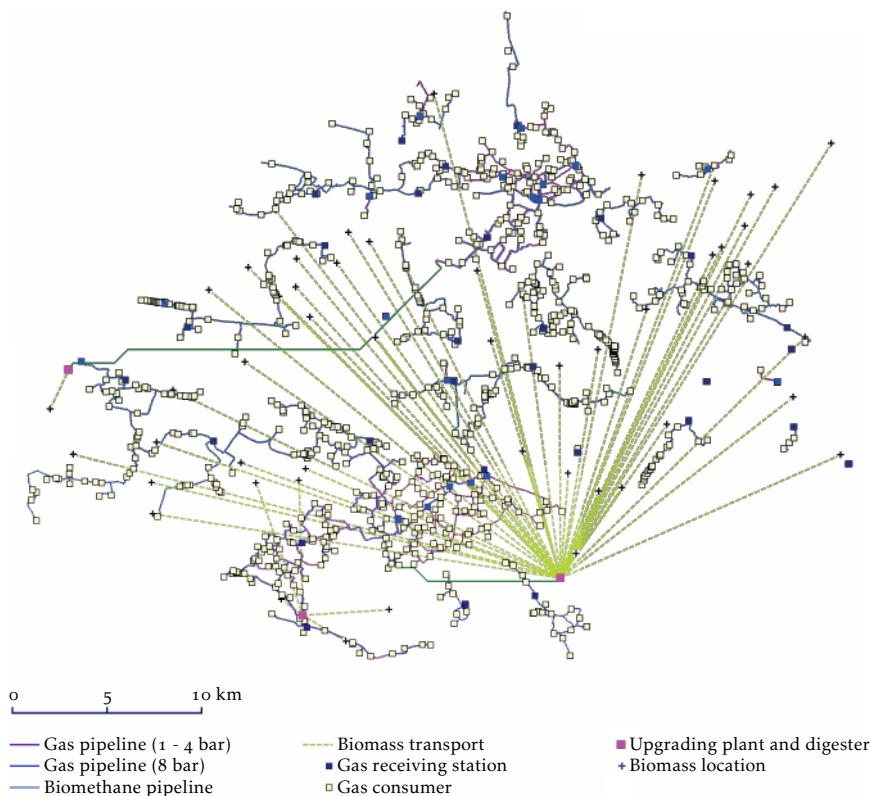 0 5 10 km
Gas pipeline (1 - 4 bar) Biomass transport Upgrading plant and digester
Gas pipeline (8 bar) Gas receiving station Biomass location
Biomethane pipeline Gas consumer